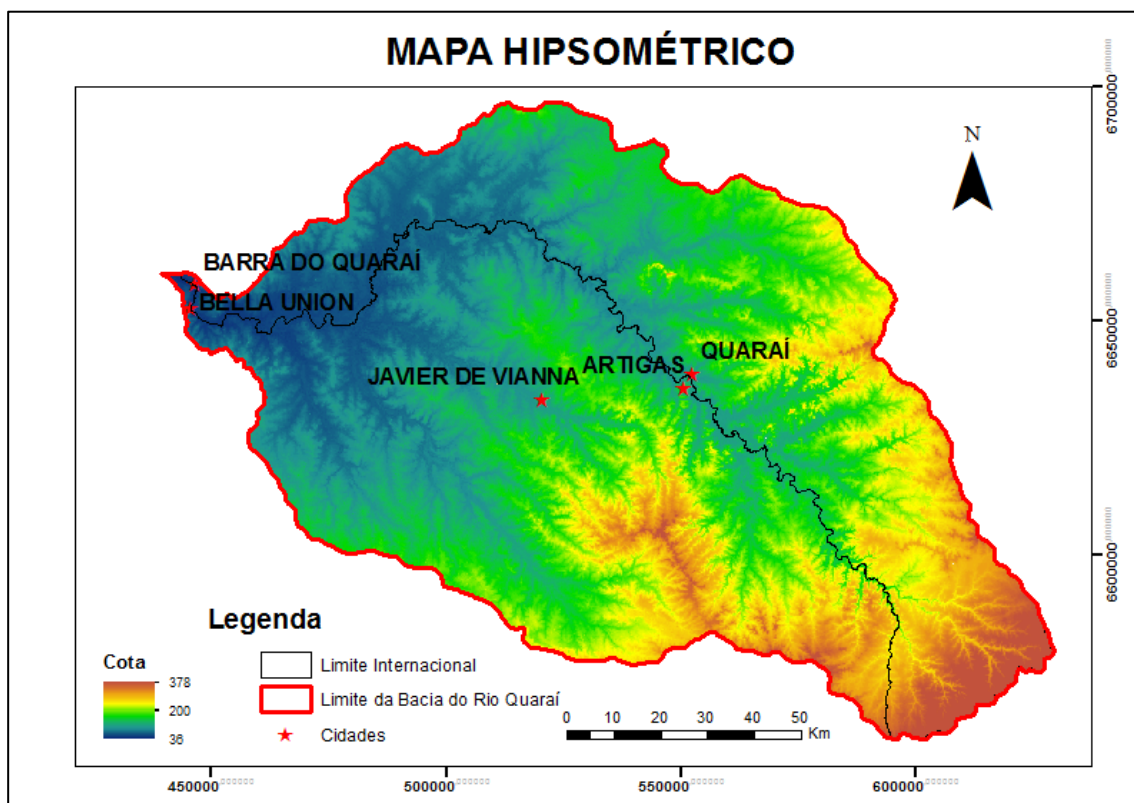 MAPA HIPSOMÉTRICO
6700000
N
BARRA DO QUARAÍ
BELLA UNION
6650000
QUARAÍ
ARTIGAS
JAVIER DE VIANNA
6600000
Legenda
Cota
378
200
36
Limite Internacional
Limite da Bacia do Rio Quaraí
Cidades
0 10 20 30 40 50
Km
450000 500000 550000 600000